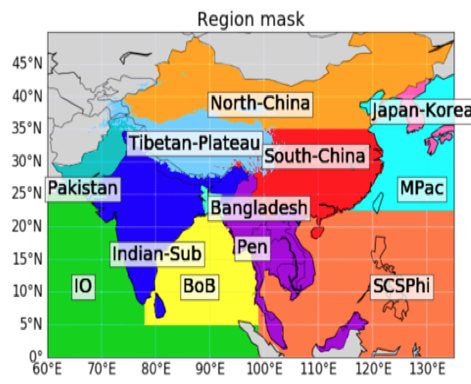 Region mask
45°N
40°N
35°N
30°N
25°N
20°N
15°N
10°N
5°N
0°
North-China
Japan-Korea
Tibetan-Plateau
South-China
Pakistan
MPac
Bangladesh
Indian-Sub
Pen
IO
BoB
SCSPhi
60°E 70°E 80°E 90°E 100°E 110°E 120°E 130°E